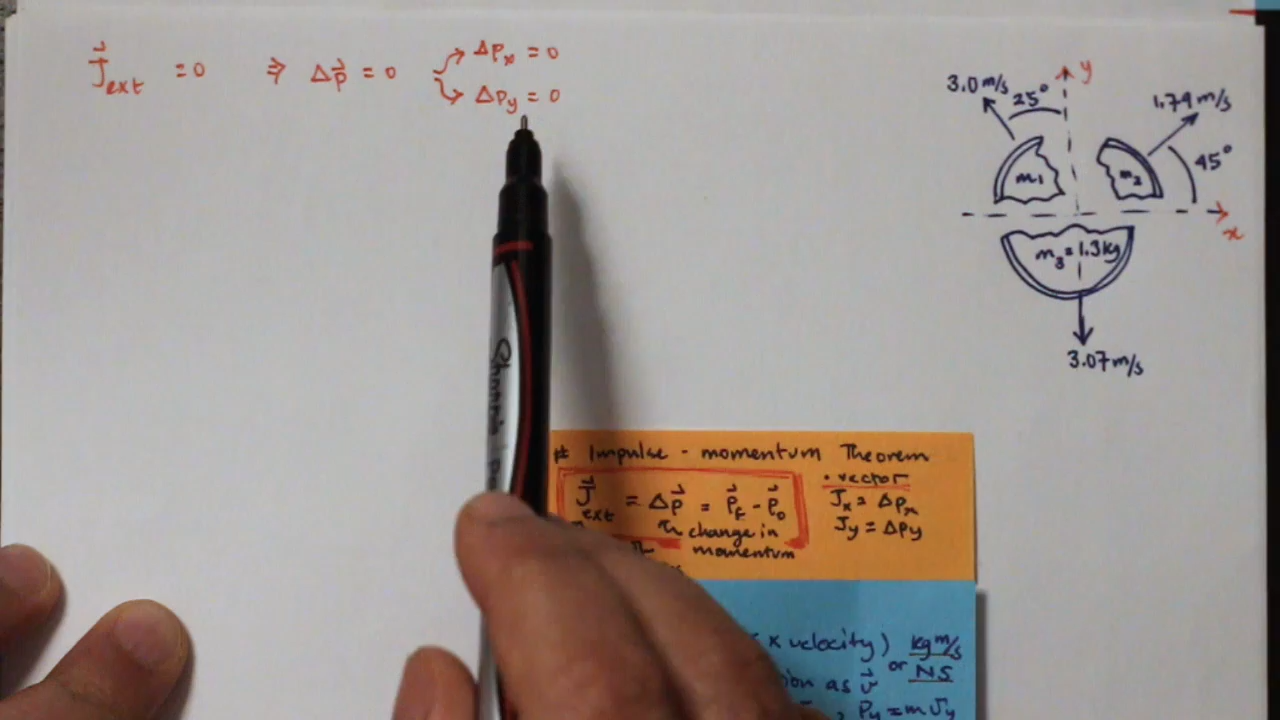 J⃗ext = 0 ⇒ Δp⃗ = 0
ΔPx = 0
ΔPy = 0
y
3.0 m/s
25°
1.79 m/s
45°
m1
m2
x
m3 = 1.3 kg
3.07 m/s
Sharpie
# Impulse - momentum Theorem
J⃗ext = Δp⃗ = p⃗f - p⃗o
change in
momentum
• vector
Jx = ΔPx
Jy = ΔPy
x velocity) kg m/s
or NS
as v⃗
, Py = m vy